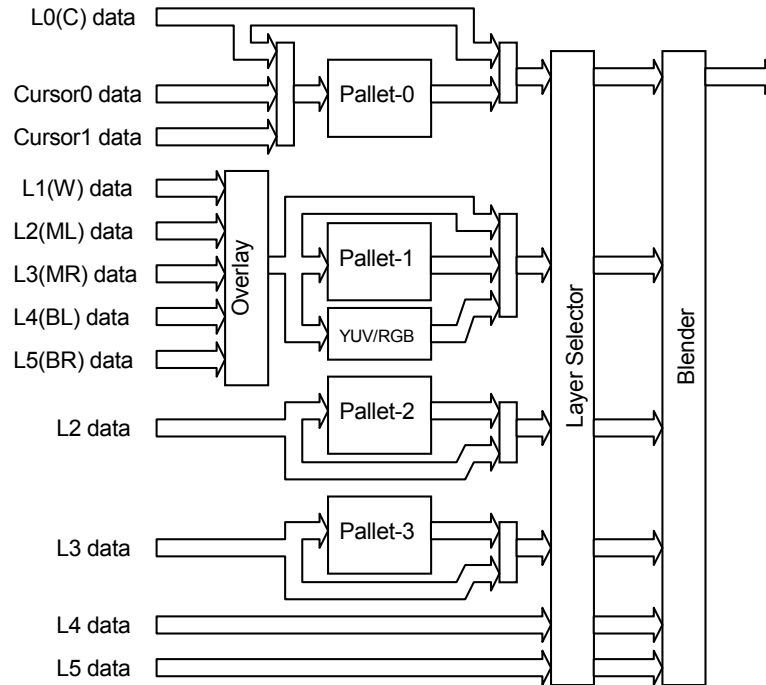 L0(C) data
Cursor0 data
Pallet-0
Cursor1 data
L1(W) data
L2(ML) data
L3(MR) data
L4(BL) data
L5(BR) data
Overlay
Pallet-1
YUV/RGB
L2 data
Pallet-2
L3 data
Pallet-3
L4 data
L5 data
Layer Selector
Blender